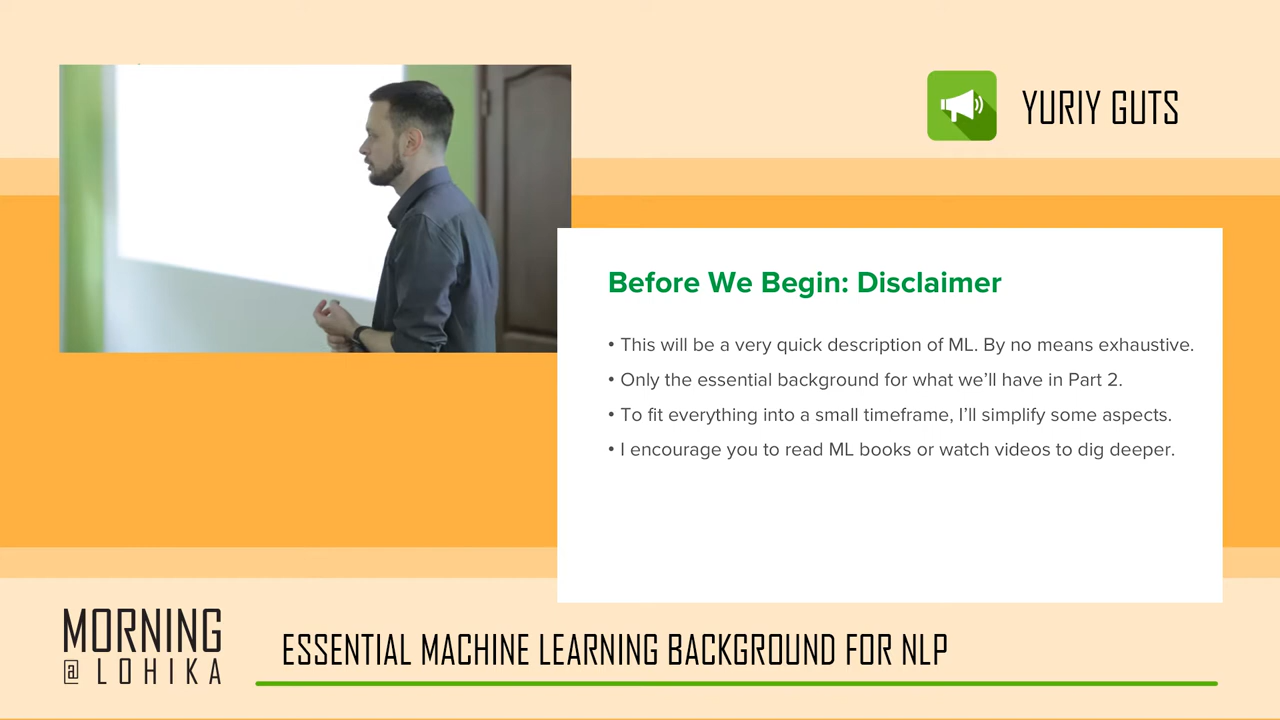 YURIY GUTS
Before We Begin: Disclaimer
• This will be a very quick description of ML. By no means exhaustive.
• Only the essential background for what we’ll have in Part 2.
• To fit everything into a small timeframe, I’ll simplify some aspects.
• I encourage you to read ML books or watch videos to dig deeper.
MORNING
@ LOHIKA
ESSENTIAL MACHINE LEARNING BACKGROUND FOR NLP